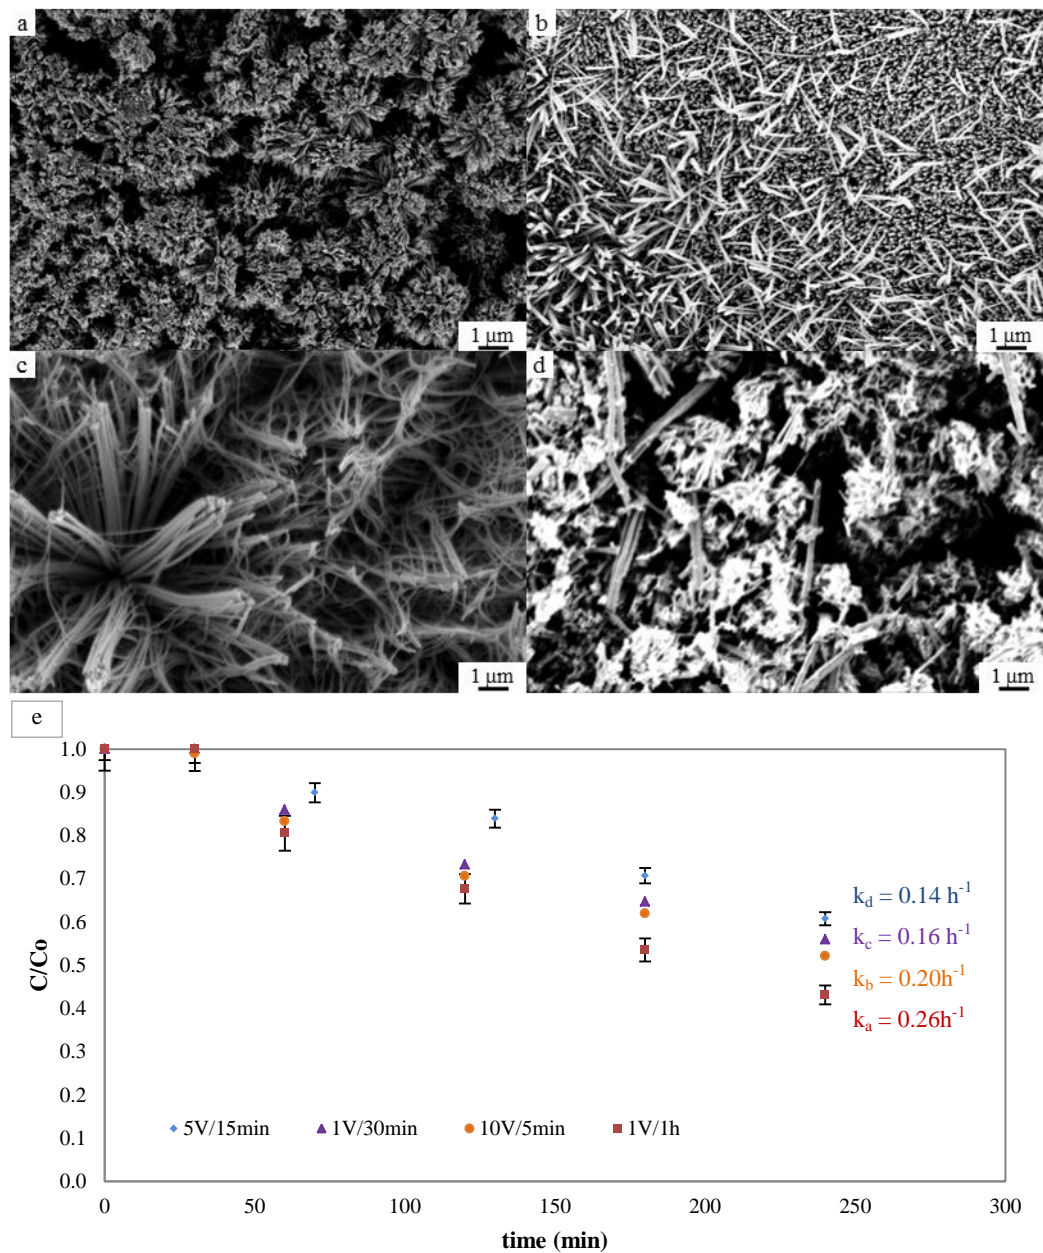 a
b
1 µm
1 µm
c
d
1 µm
1 µm
e
1.0
0.9
0.8
0.7
0.6
0.5
0.4
0.3
0.2
0.1
0.0
C/Co
k_d = 0.14 h^-1
k_c = 0.16 h^-1
k_b = 0.20h^-1
k_a = 0.26h^-1
5V/15min 1V/30min 10V/5min 1V/1h
0 50 100 150 200 250 300
time (min)